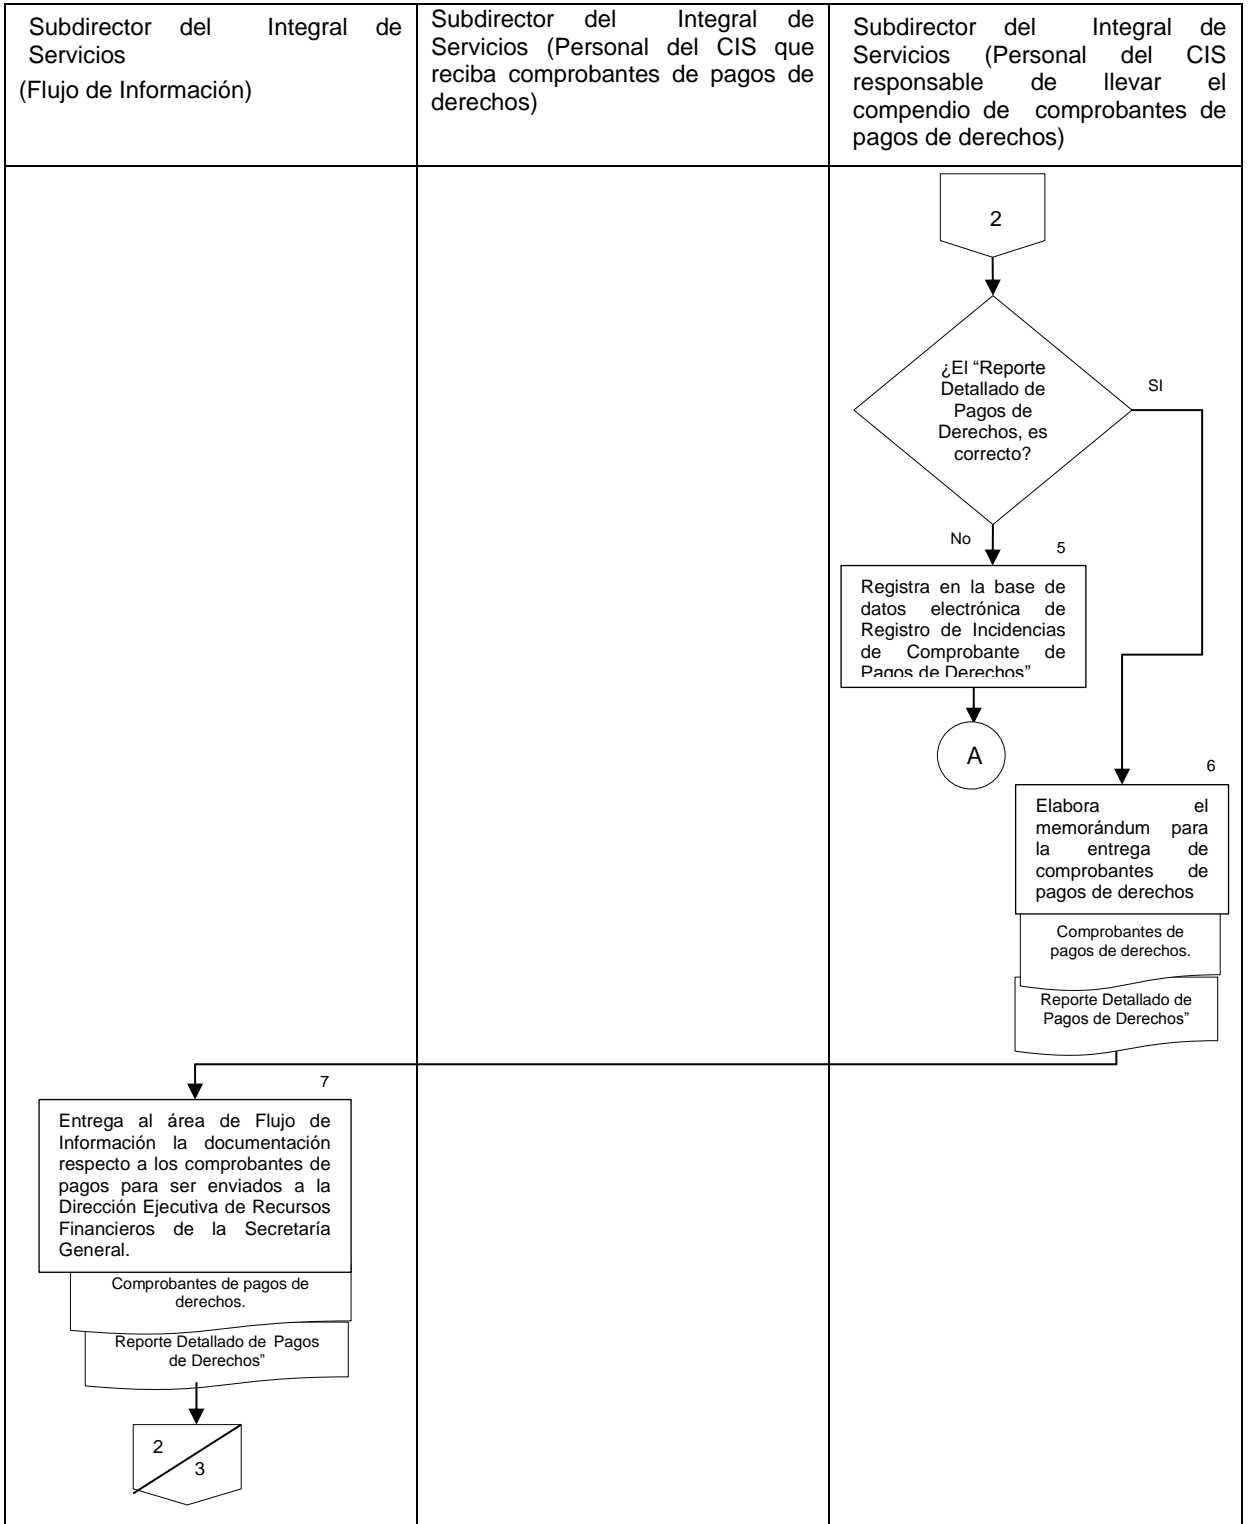 Subdirector del Integral de
Servicios
(Flujo de Información)
Subdirector del Integral de
Servicios (Personal del CIS que
reciba comprobantes de pagos de
derechos)
Subdirector del Integral de
Servicios (Personal del CIS
responsable de llevar el
compendio de comprobantes de
pagos de derechos)
2
¿El “Reporte
Detallado de
Pagos de
Derechos, es
correcto?
SI
No
5
Registra en la base de
datos electrónica de
Registro de Incidencias
de Comprobante de
Pagos de Derechos”
A
6
Elabora el
memorándum para
la entrega de
comprobantes de
pagos de derechos
Comprobantes de
pagos de derechos.
Reporte Detallado de
Pagos de Derechos”
7
Entrega al área de Flujo de
Información la documentación
respecto a los comprobantes de
pagos para ser enviados a la
Dirección Ejecutiva de Recursos
Financieros de la Secretaría
General.
Comprobantes de pagos de
derechos.
Reporte Detallado de Pagos
de Derechos”
2
3